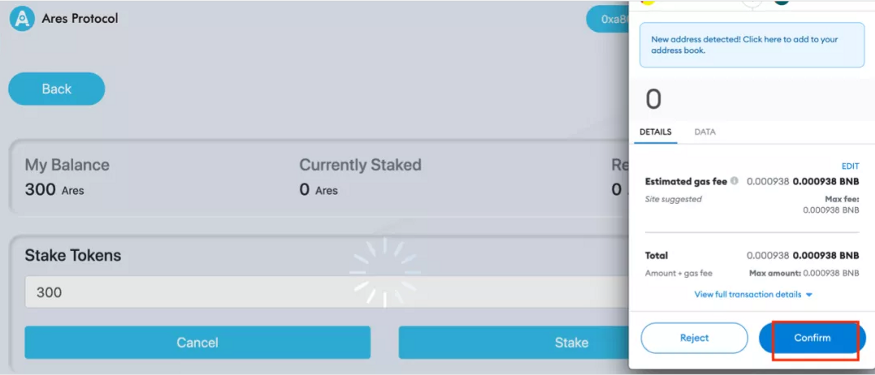 Ares Protocol
0xa8
Back
My Balance
Currently Staked
Re
300 Ares
0 Ares
0
Stake Tokens
300
Cancel
Stake
New address detected! Click here to add to your
address book.
0
DETAILS
DATA
EDIT
Estimated gas fee
0.000938 0.000938 BNB
Site suggested
Max fee:
0.000938 BNB
Total
0.000938 0.000938 BNB
Amount + gas fee
Max amount: 0.000938 BNB
View full transaction details
Reject
Confirm